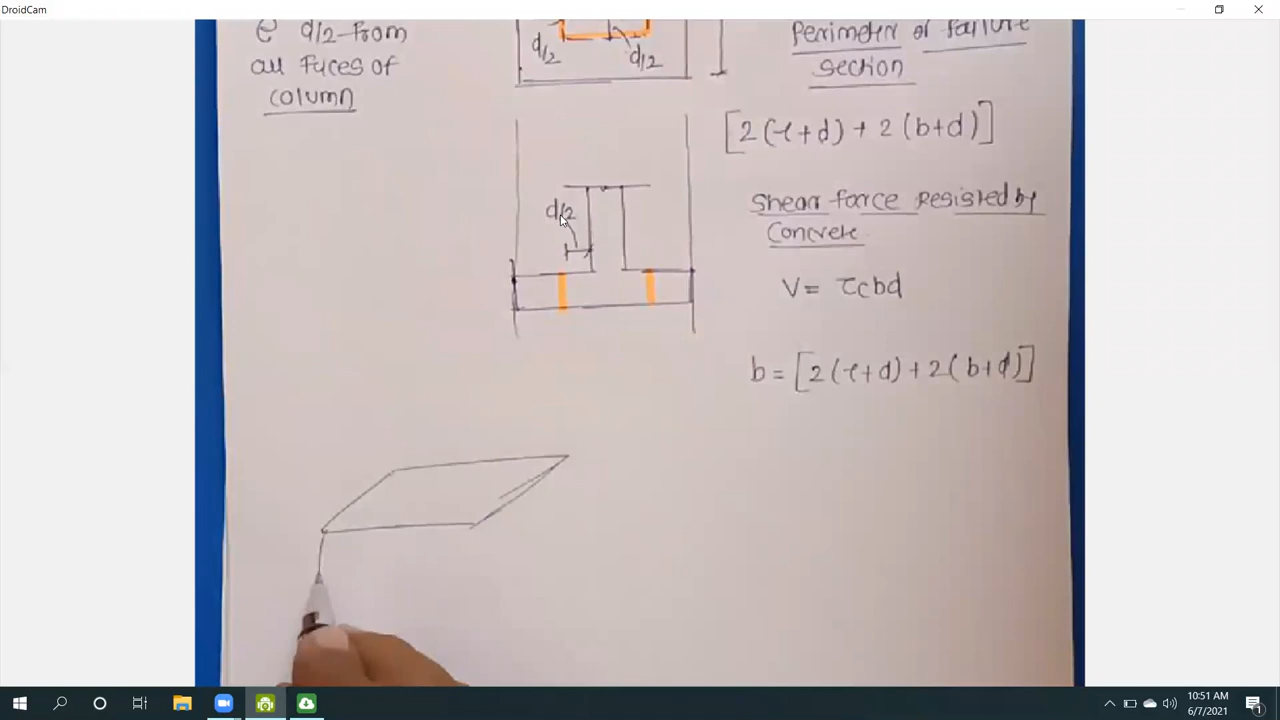 DroidCam
@ d/2 From
all Faces of
column
d/2
d/2
Perimeter of failure
section
[2(l+d) + 2(b+d)]
d/2
Shear force Resisted by
Concrete
V = τcbd
b = [2(l+d) + 2(b+d)]
10:51 AM
6/7/2021
1